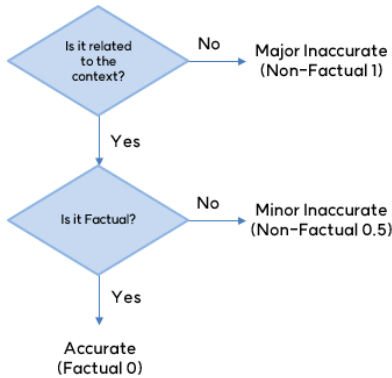 Is it related
to the
context?
No
Major Inaccurate
(Non-Factual 1)
Yes
Is it Factual?
No
Minor Inaccurate
(Non-Factual 0.5)
Yes
Accurate
(Factual 0)